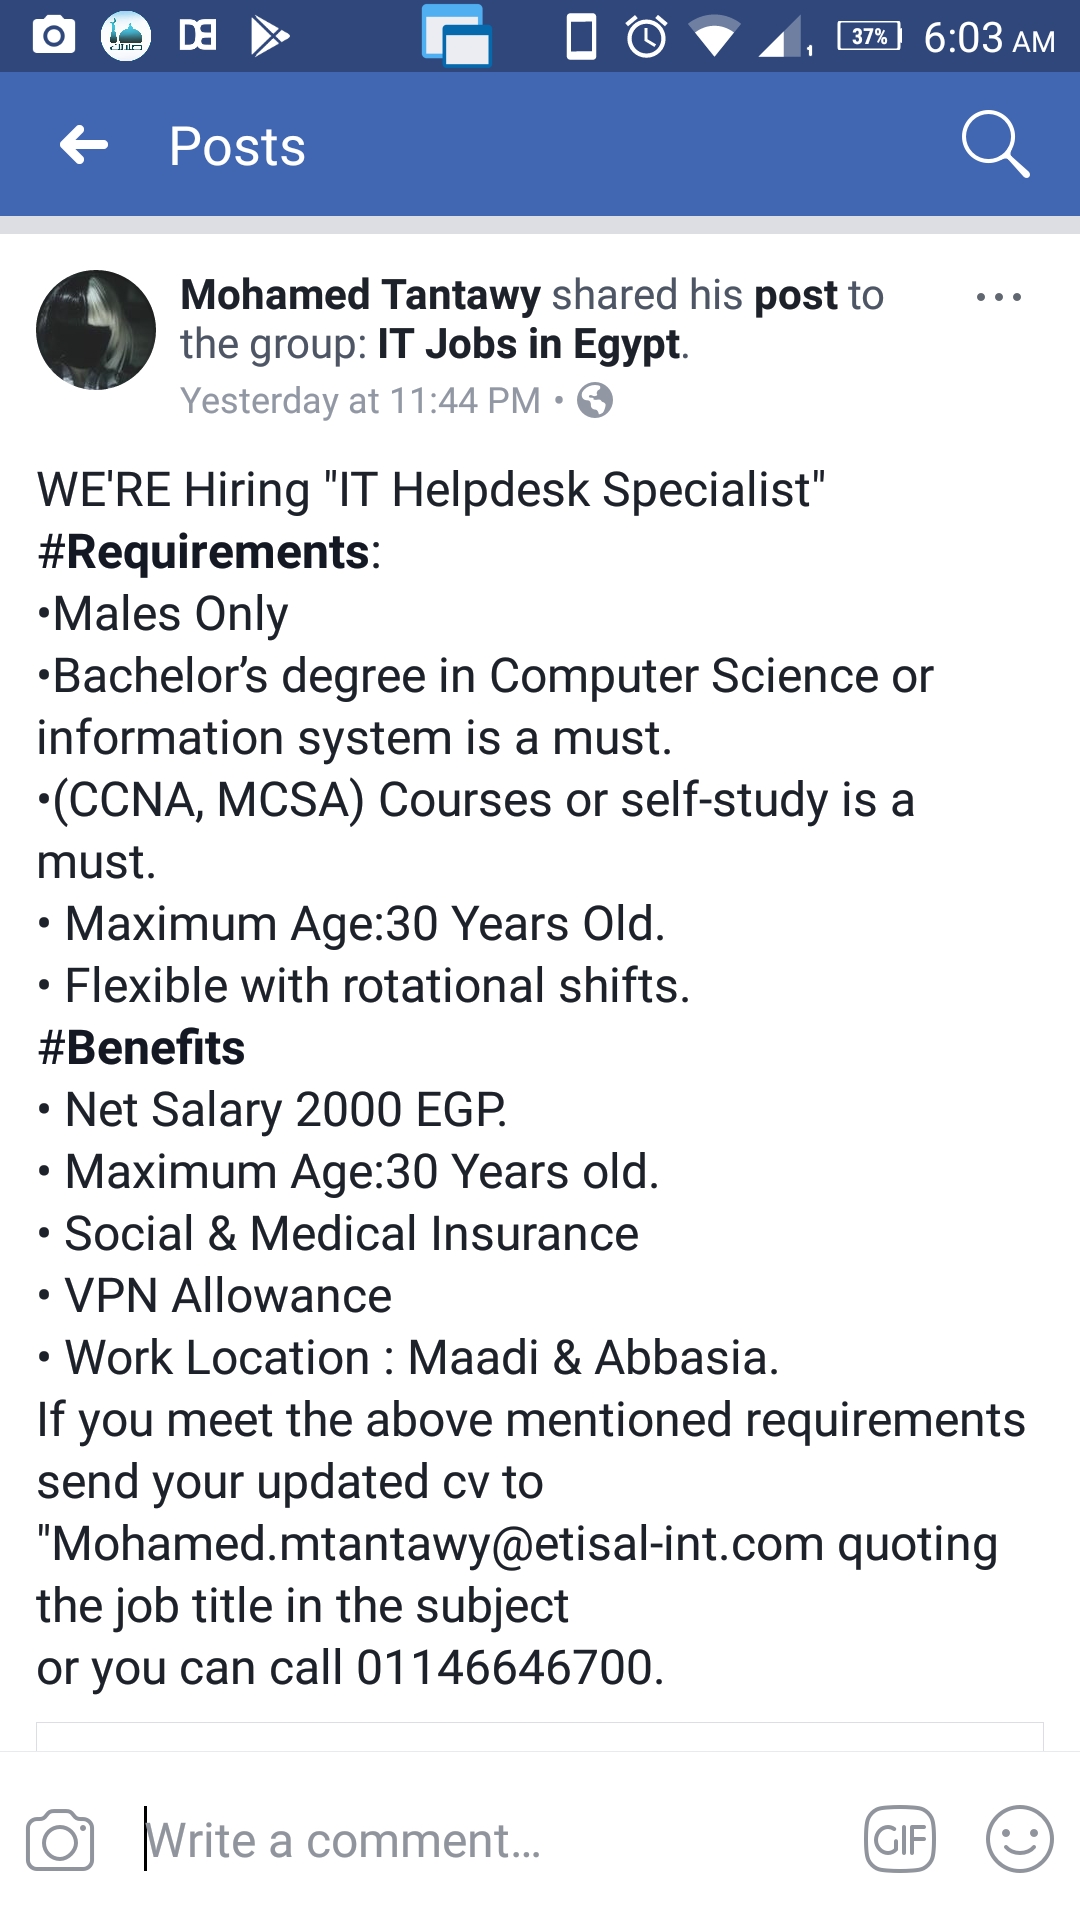 37% 6:03 AM
Posts
Mohamed Tantawy shared his post to
the group: IT Jobs in Egypt.
Yesterday at 11:44 PM •
WE'RE Hiring "IT Helpdesk Specialist"
#Requirements:
•Males Only
•Bachelor’s degree in Computer Science or
information system is a must.
•(CCNA, MCSA) Courses or self-study is a
must.
• Maximum Age:30 Years Old.
• Flexible with rotational shifts.
#Benefits
• Net Salary 2000 EGP.
• Maximum Age:30 Years old.
• Social & Medical Insurance
• VPN Allowance
• Work Location : Maadi & Abbasia.
If you meet the above mentioned requirements
send your updated cv to
"Mohamed.mtantawy@etisal-int.com quoting
the job title in the subject
or you can call 01146646700.
Write a comment...
GIF